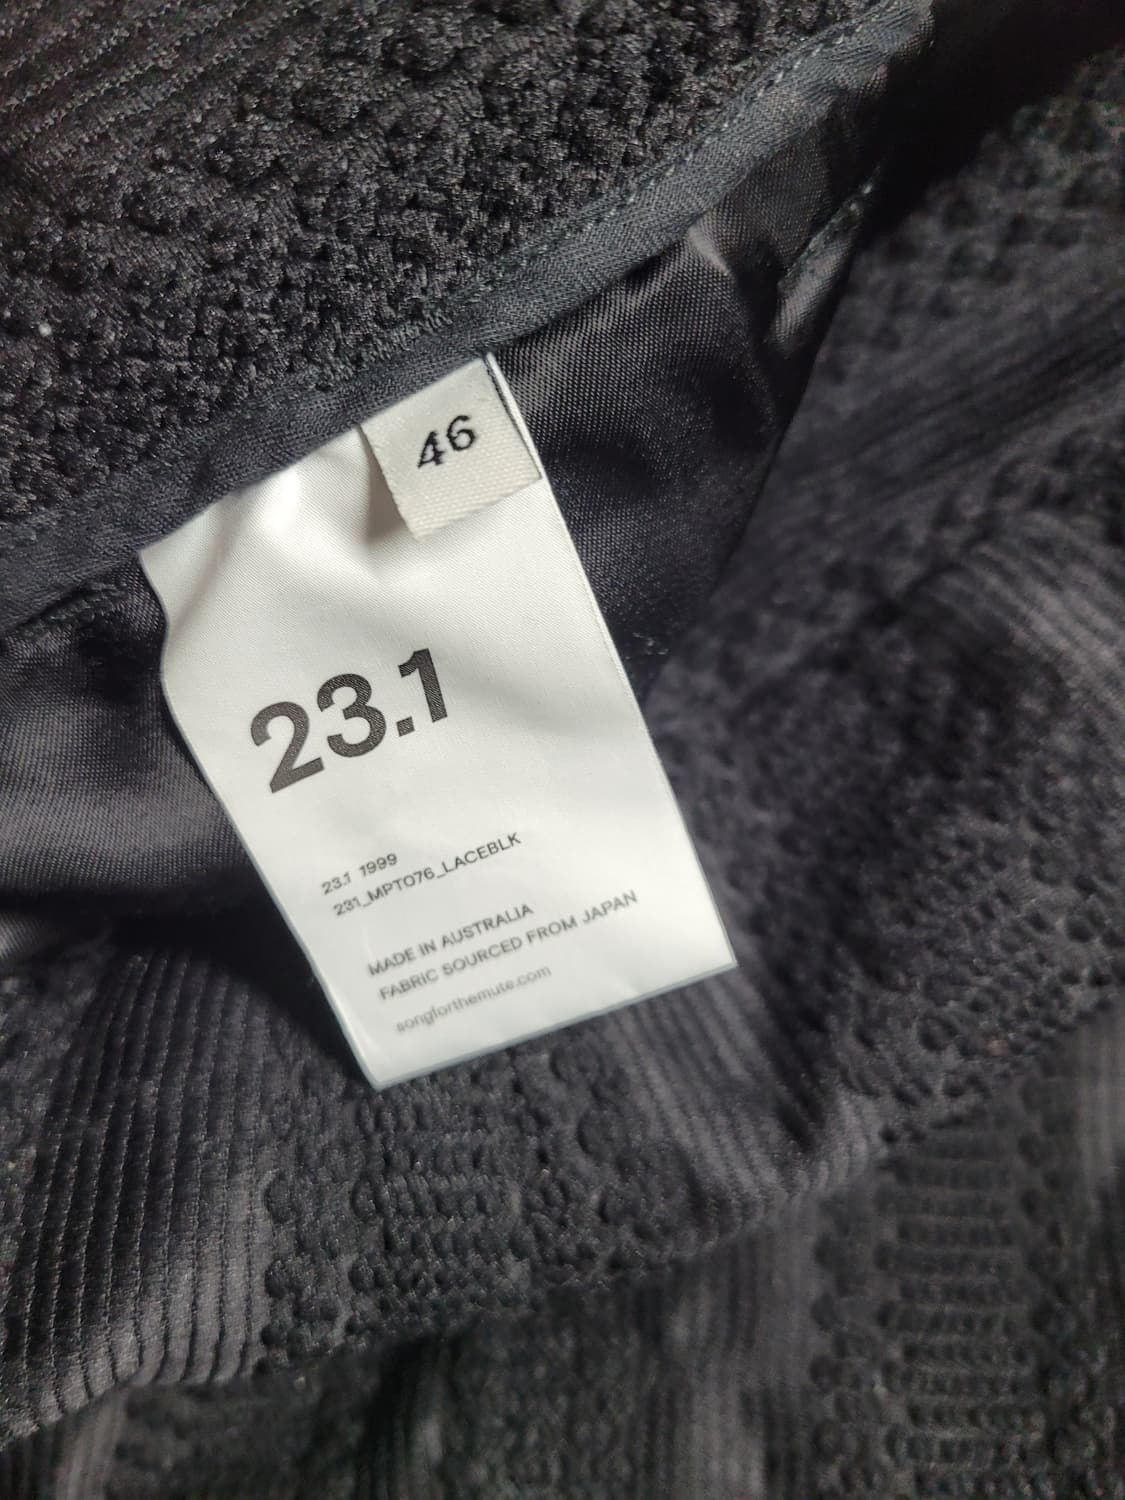 46
23.1
23.1 1999
231_MPT076_LACEBLK
MADE IN AUSTRALIA
FABRIC SOURCED FROM JAPAN
songforthemute.com